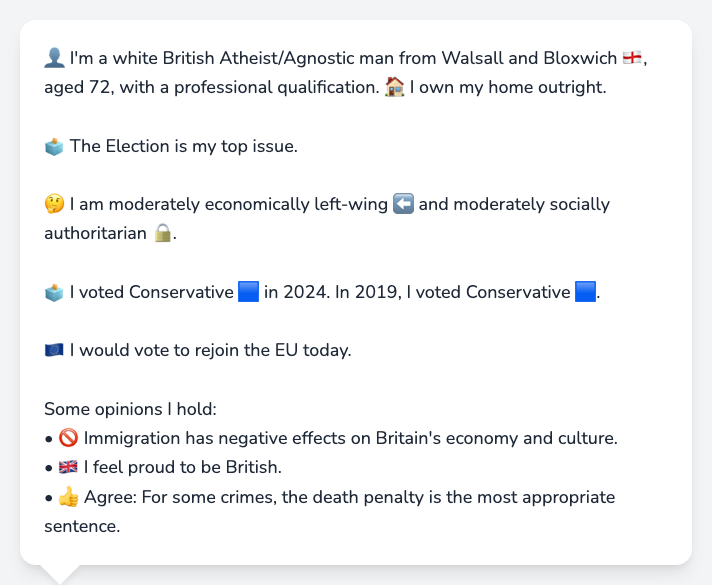 👤 I'm a white British Atheist/Agnostic man from Walsall and Bloxwich 🏴󠁧󠁢󠁥󠁮󠁧󠁿,
aged 72, with a professional qualification. 🏠 I own my home outright.
🗳️ The Election is my top issue.
🤔 I am moderately economically left-wing ⬅️ and moderately socially
authoritarian 🔒.
🗳️ I voted Conservative 🟦 in 2024. In 2019, I voted Conservative 🟦.
🇪🇺 I would vote to rejoin the EU today.
Some opinions I hold:
• 🚫 Immigration has negative effects on Britain's economy and culture.
• 🇬🇧 I feel proud to be British.
• 👍 Agree: For some crimes, the death penalty is the most appropriate
sentence.